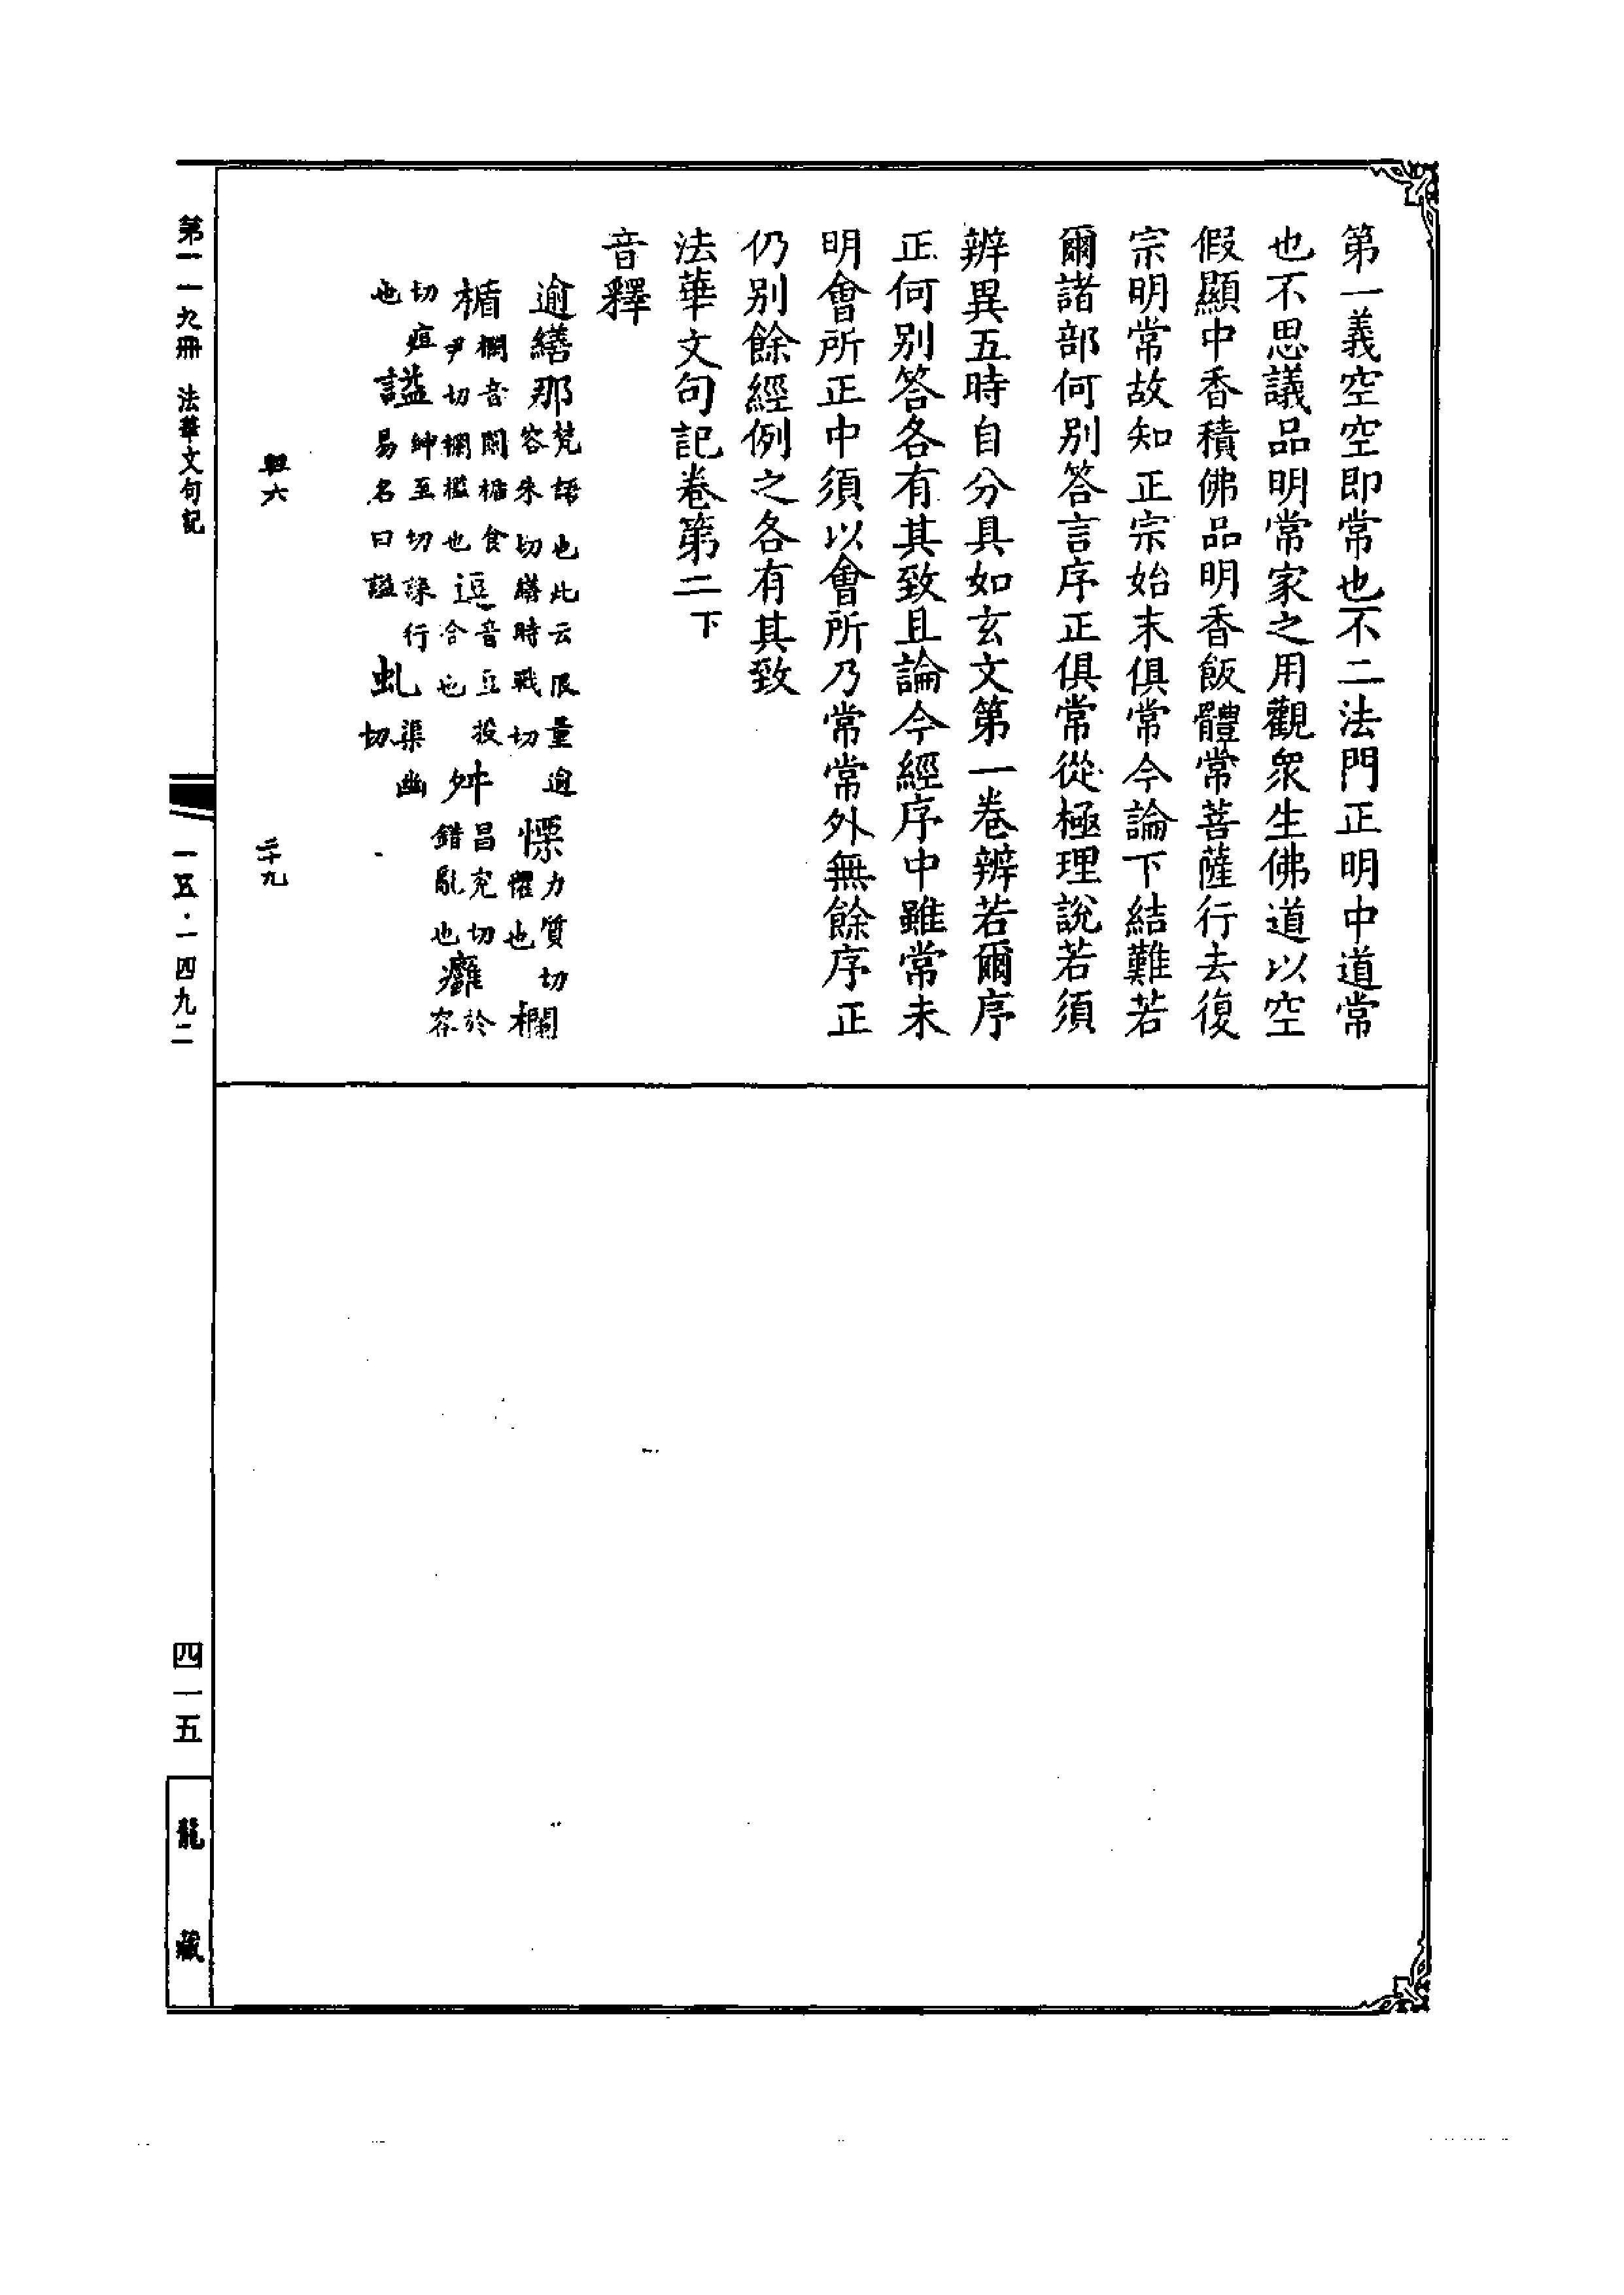 第一義空空即常也不二法門正明中道常
也不思議品明常家之用觀衆生佛道以空
假顯中香積佛品明香飯體常菩薩行去復
宗明常故知正宗始末俱常今論下結難若
爾諸部何別答言序正俱常從極理說若須
辨異五時自分具如玄文第一卷辨若爾序
正何別答各有其致且論今經序中雖常未
明會所正中須以會所乃常常外無餘序正
仍別餘經例之各有其致
法華文句記卷第二下
音釋
逾繕那梵語也此云限量逾容朱切繕時戰切 慄力質切懼也 欄
楯欄音闌楯食尹切欄檻也 逗音豆投合也 舛昌兖切錯亂也 癰於容
切疽也 謚神至切誄行易名曰謚 虬渠幽切
六
二十九
第一一九冊 法華文句記
一五·一四九二
四一五
龍藏